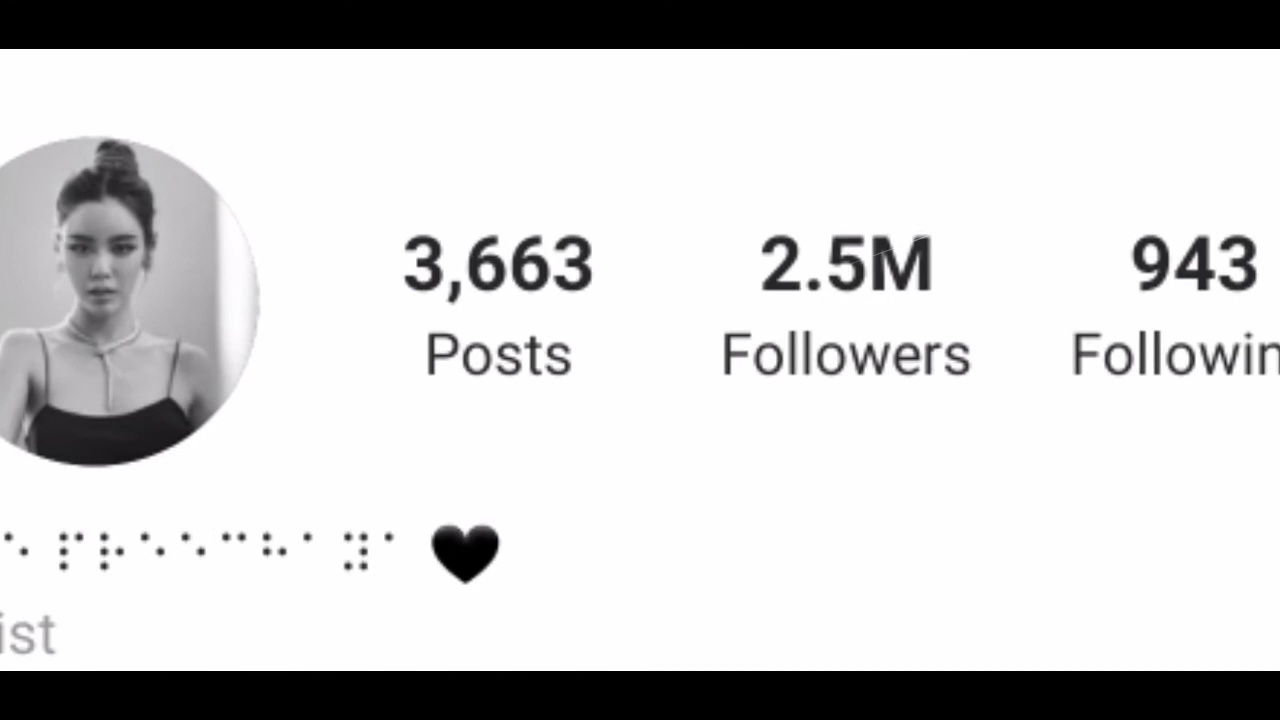 3,663 2.5M 943
Posts Followers Followin
⠑ ⠏⠗⠑⠑⠉⠓⠁⠽⠁ 🖤
ist